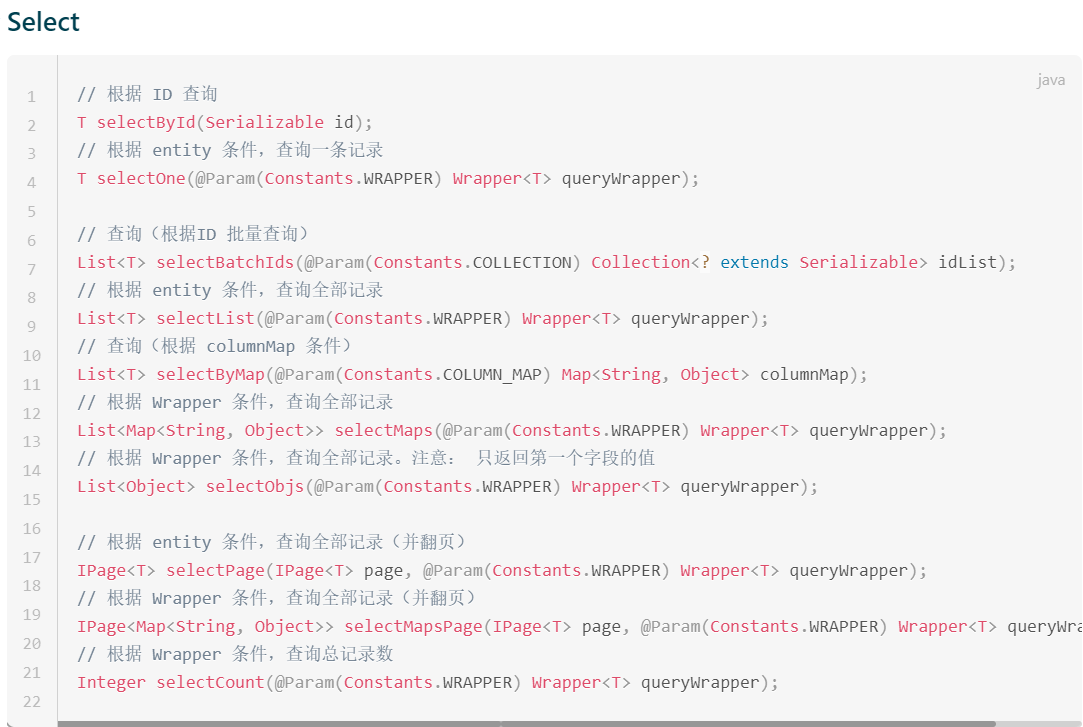 Select
java
1 // 根据 ID 查询
2 T selectById(Serializable id);
3 // 根据 entity 条件，查询一条记录
4 T selectOne(@Param(Constants.WRAPPER) Wrapper<T> queryWrapper);
5
6 // 查询（根据ID 批量查询）
7 List<T> selectBatchIds(@Param(Constants.COLLECTION) Collection<? extends Serializable> idList);
8 // 根据 entity 条件，查询全部记录
9 List<T> selectList(@Param(Constants.WRAPPER) Wrapper<T> queryWrapper);
10 // 查询（根据 columnMap 条件）
11 List<T> selectByMap(@Param(Constants.COLUMN_MAP) Map<String, Object> columnMap);
12 // 根据 Wrapper 条件，查询全部记录
13 List<Map<String, Object>> selectMaps(@Param(Constants.WRAPPER) Wrapper<T> queryWrapper);
14 // 根据 Wrapper 条件，查询全部记录。注意： 只返回第一个字段的值
15 List<Object> selectObjs(@Param(Constants.WRAPPER) Wrapper<T> queryWrapper);
16
17 // 根据 entity 条件，查询全部记录（并翻页）
18 IPage<T> selectPage(IPage<T> page, @Param(Constants.WRAPPER) Wrapper<T> queryWrapper);
19 // 根据 Wrapper 条件，查询全部记录（并翻页）
20 IPage<Map<String, Object>> selectMapsPage(IPage<T> page, @Param(Constants.WRAPPER) Wrapper<T> queryWra
21 // 根据 Wrapper 条件，查询总记录数
22 Integer selectCount(@Param(Constants.WRAPPER) Wrapper<T> queryWrapper);